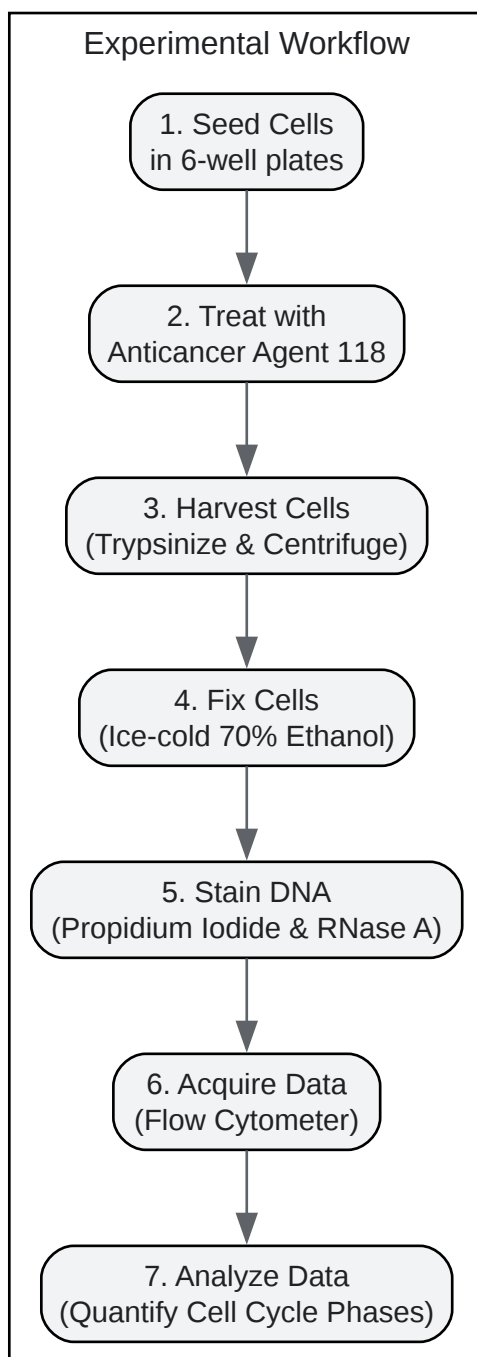 Experimental Workflow
1. Seed Cells
in 6-well plates
2. Treat with
Anticancer Agent 118
3. Harvest Cells
(Trypsinize & Centrifuge)
4. Fix Cells
(Ice-cold 70% Ethanol)
5. Stain DNA
(Propidium Iodide & RNase A)
6. Acquire Data
(Flow Cytometer)
7. Analyze Data
(Quantify Cell Cycle Phases)